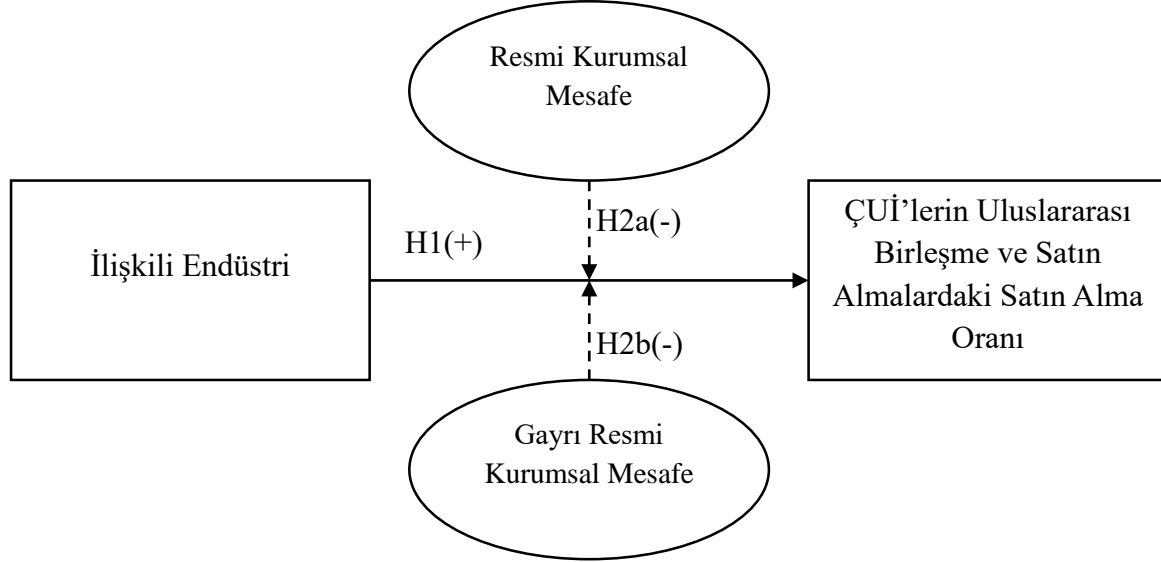 Resmi Kurumsal
Mesafe
H2a(-)
H1(+)
İlişkili Endüstri
ÇUİ’lerin Uluslararası
Birleşme ve Satın
Almalardaki Satın Alma
Oranı
H2b(-)
Gayrı Resmi
Kurumsal Mesafe